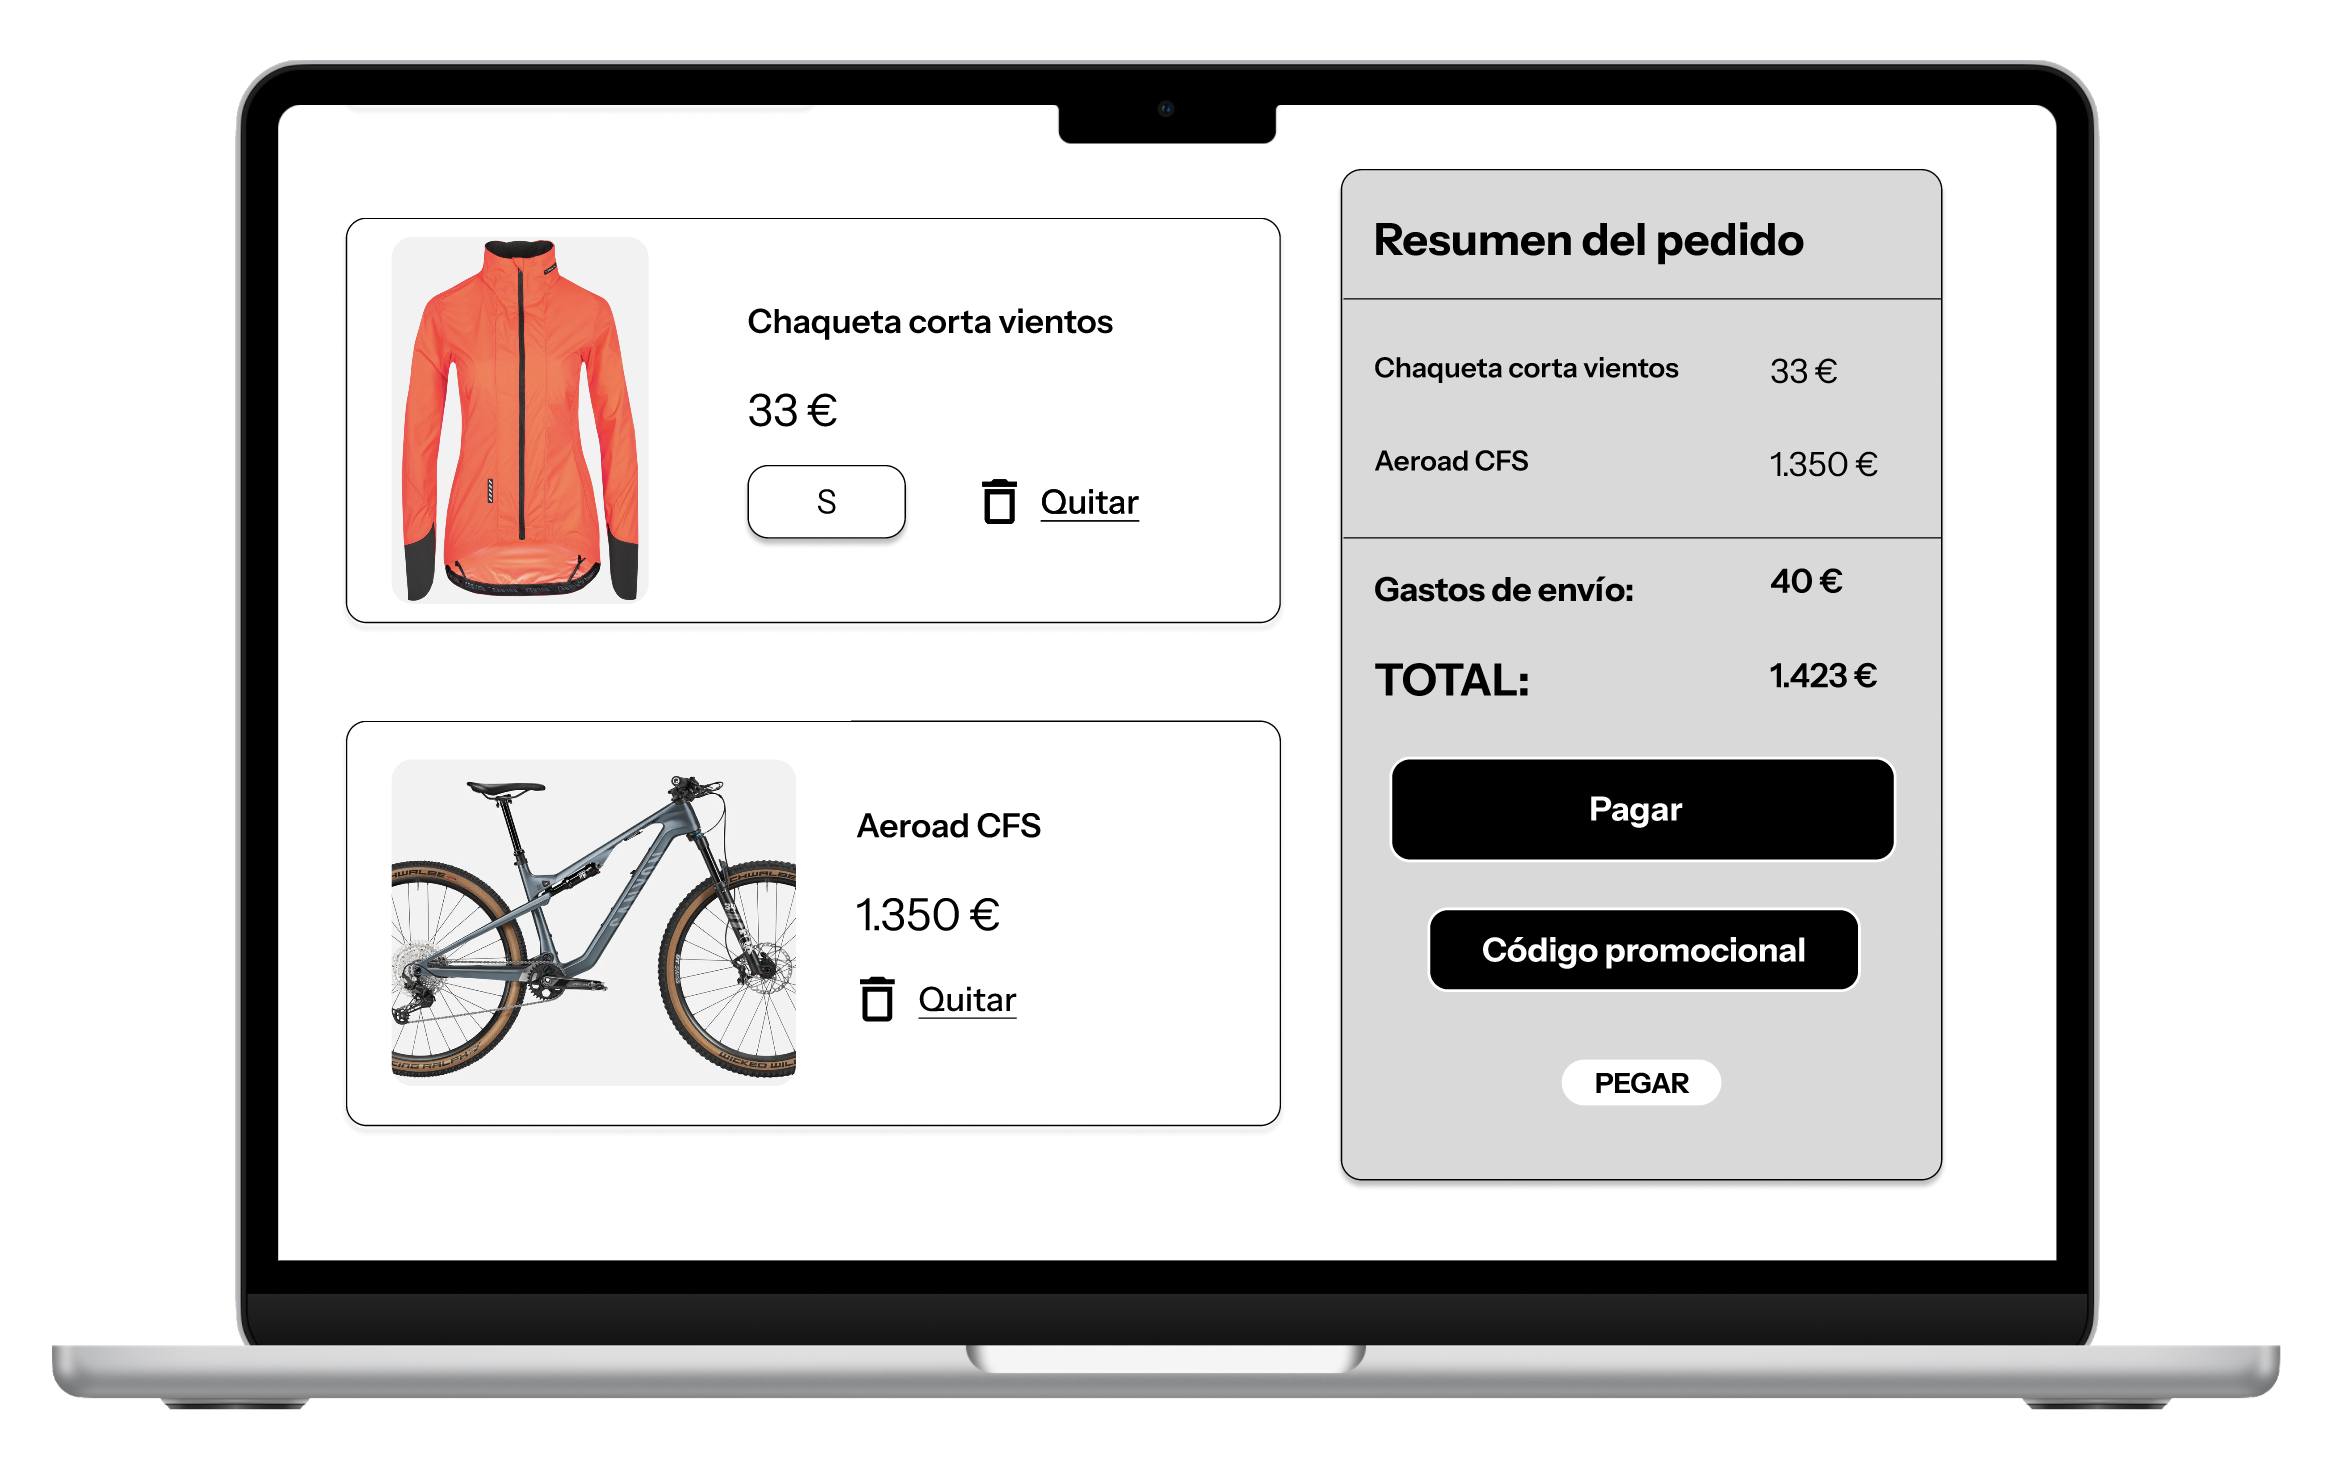 Chaqueta corta vientos
33 €
S
Quitar
Aeroad CFS
1.350 €
Quitar
Resumen del pedido
Chaqueta corta vientos 33 €
Aeroad CFS 1.350 €
Gastos de envío: 40 €
TOTAL: 1.423 €
Pagar
Código promocional
PEGAR